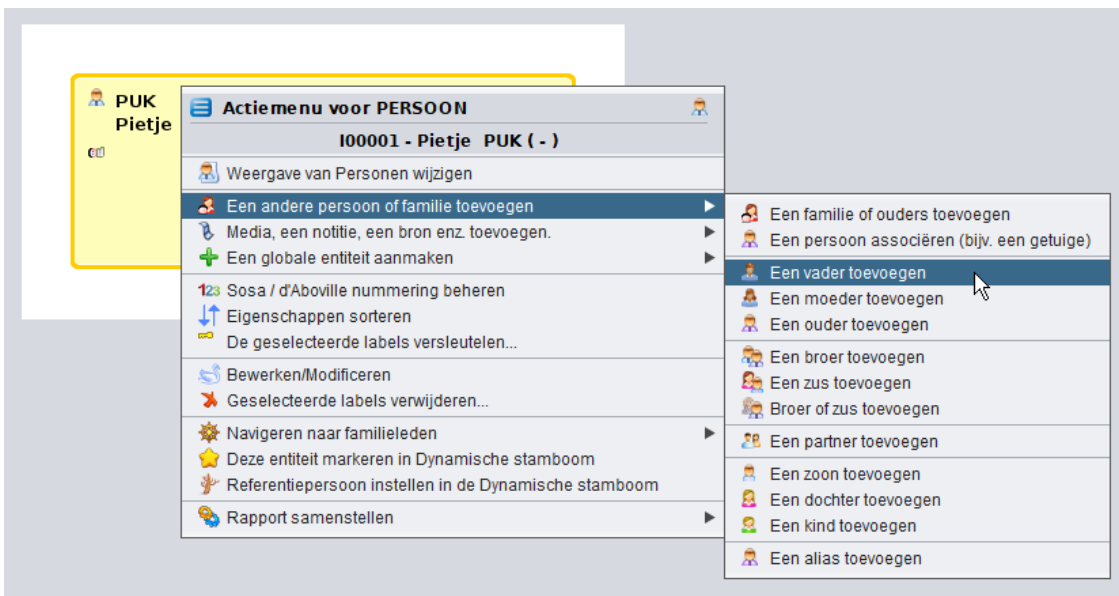 PUK
Pietje
Actiemenu voor PERSOON
I00001 - Pietje PUK ( - )
Weergave van Personen wijzigen
Een andere persoon of familie toevoegen
Media, een notitie, een bron enz. toevoegen.
Een globale entiteit aanmaken
123 Sosa / d'Aboville nummering beheren
Eigenschappen sorteren
De geselecteerde labels versleutelen...
Bewerken/Modificeren
Geselecteerde labels verwijderen...
Navigeren naar familieleden
Deze entiteit markeren in Dynamische stamboom
Referentiepersoon instellen in de Dynamische stamboom
Rapport samenstellen
Een familie of ouders toevoegen
Een persoon associëren (bijv. een getuige)
Een vader toevoegen
Een moeder toevoegen
Een ouder toevoegen
Een broer toevoegen
Een zus toevoegen
Broer of zus toevoegen
Een partner toevoegen
Een zoon toevoegen
Een dochter toevoegen
Een kind toevoegen
Een alias toevoegen